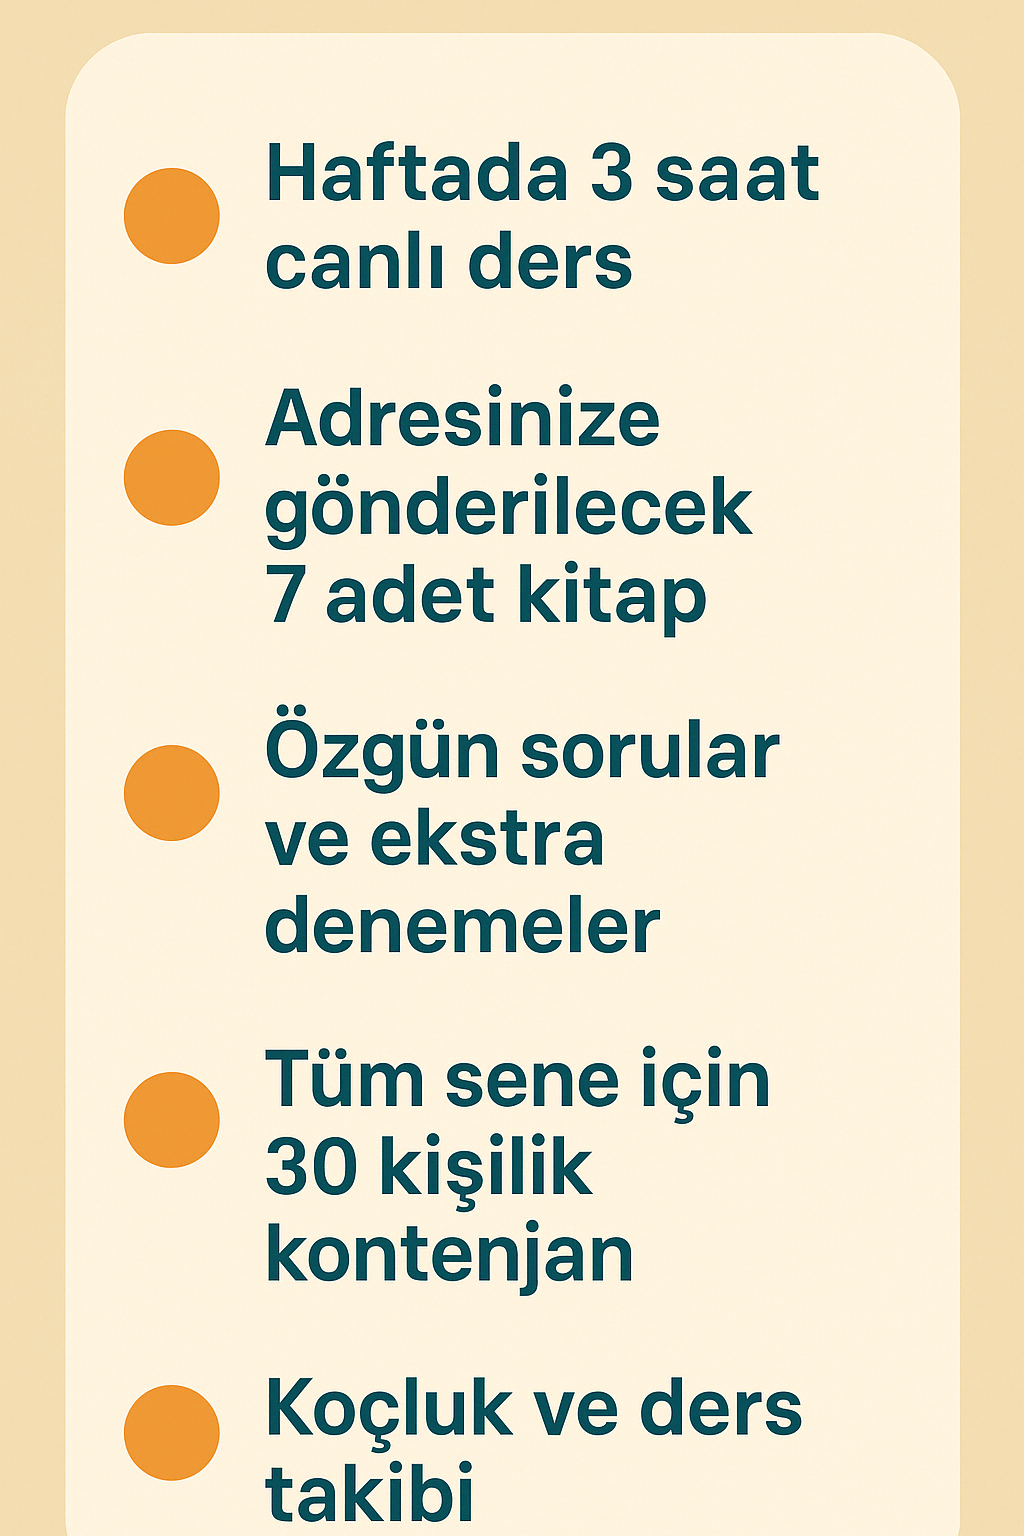 Haftada 3 saat
canlı ders
Adresinize
gönderilecek
7 adet kitap
Özgün sorular
ve ekstra
denemeler
Tüm sene için
30 kişilik
kontenjan
Koçluk ve ders
takibi